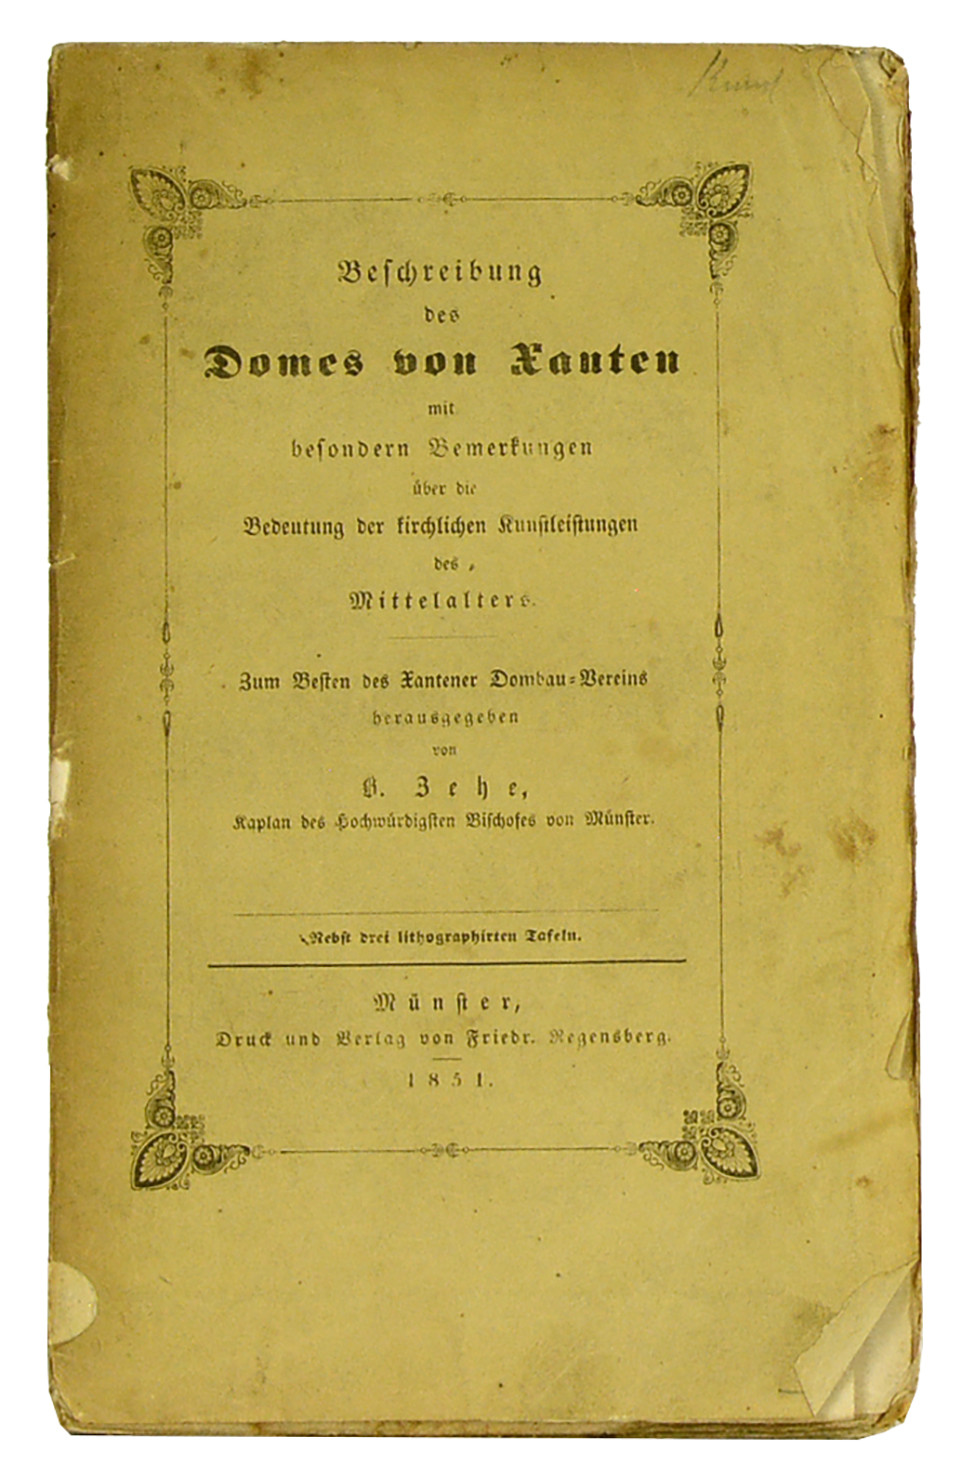 Beschreibung
des
Domes von Xanten
mit
besondern Bemerkungen
über die
Bedeutung der kirchlichen Kunstleistungen
des
Mittelalters.
Zum Besten des Xantener Dombau=Vereins
herausgegeben
von
B. Zehe,
Kaplan des Hochwürdigsten Bischofes von Münster.
Nebst drei lithographirten Tafeln.
Münster,
Druck und Verlag von Friedr. Regensberg.
1851.